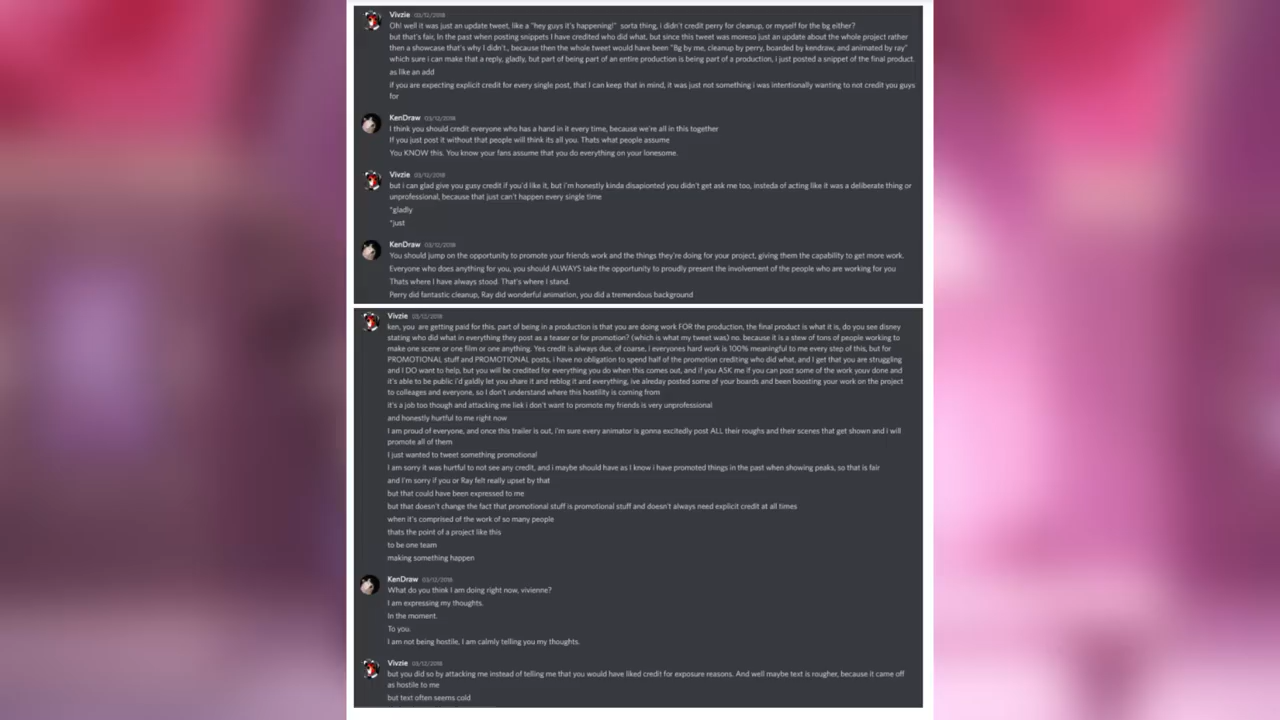 Vivzie 03/12/2018
Oh! well it was just an update tweet, like a "hey guys it's happening!" sorta thing, i didn't credit perry for cleanup, or myself for the bg either?
but that's fair, In the past when posting snippets I have credited who did what, but since this tweet was moreso just an update about the whole project rather
then a showcase that's why I didn't., because then the whole tweet would have been "Bg by me, cleanup by perry, boarded by kendraw, and animated by ray"
which sure i can make that a reply, gladly, but part of being part of an entire production is being part of a production, i just posted a snippet of the final product.
as like an add
if you are expecting explicit credit for every single post, that I can keep that in mind, it was just not something i was intentionally wanting to not credit you guys
for
KenDraw 03/12/2018
I think you should credit everyone who has a hand in it every time, because we're all in this together
If you just post it without that people will think its all you. Thats what people assume
You KNOW this. You know your fans assume that you do everything on your lonesome.
Vivzie 03/12/2018
but i can glad give you gusy credit if you'd like it, but i'm honestly kinda disapionted you didn't get ask me too, insteda of acting like it was a deliberate thing or
unprofessional, because that just can't happen every single time
*gladly
*just
KenDraw 03/12/2018
You should jump on the opportunity to promote your friends work and the things they're doing for your project, giving them the capability to get more work.
Everyone who does anything for you, you should ALWAYS take the opportunity to proudly present the involvement of the people who are working for you
Thats where I have always stood. That's where I stand.
Perry did fantastic cleanup, Ray did wonderful animation, you did a tremendous background
Vivzie 03/12/2018
ken, you are getting paid for this. part of being in a production is that you are doing work FOR the production, the final product is what it is, do you see disney
stating who did what in everything they post as a teaser or for promotion? (which is what my tweet was) no. because it is a stew of tons of people working to
make one scene or one film or one anything. Yes credit is always due, of coarse, I everyones hard work is 100% meaningful to me every step of this, but for
PROMOTIONAL stuff and PROMOTIONAL posts, i have no obligation to spend half of the promotion crediting who did what, and I get that you are struggling
and I DO want to help, but you will be credited for everything you do when this comes out, and if you ASK me if you can post some of the work youv done and
it's able to be public i'd galdly let you share it and reblog it and everything, ive alreday posted some of your boards and been boosting your work on the project
to colleages and everyone, so I don't understand where this hostility is coming from
it's a job too though and attacking me liek i don't want to promote my friends is very unprofessional
and honestly hurtful to me right now
I am proud of everyone, and once this trailer is out, i'm sure every animator is gonna excitedly post ALL their roughs and their scenes that get shown and i will
promote all of them
I just wanted to tweet something promotional
I am sorry it was hurtful to not see any credit, and i maybe should have as I know i have promoted things in the past when showing peaks, so that is fair
and I'm sorry if you or Ray felt really upset by that
but that could have been expressed to me
but that doesn't change the fact that promotional stuff is promotional stuff and doesn't always need explicit credit at all times
when it's comprised of the work of so many people
thats the point of a project like this
to be one team
making something happen
KenDraw 03/12/2018
What do you think I am doing right now, vivienne?
I am expressing my thoughts.
In the moment.
To you.
I am not being hostile, I am calmly telling you my thoughts.
Vivzie 03/12/2018
but you did so by attacking me instead of telling me that you would have liked credit for exposure reasons. And well maybe text is rougher, because it came off
as hostile to me
but text often seems cold